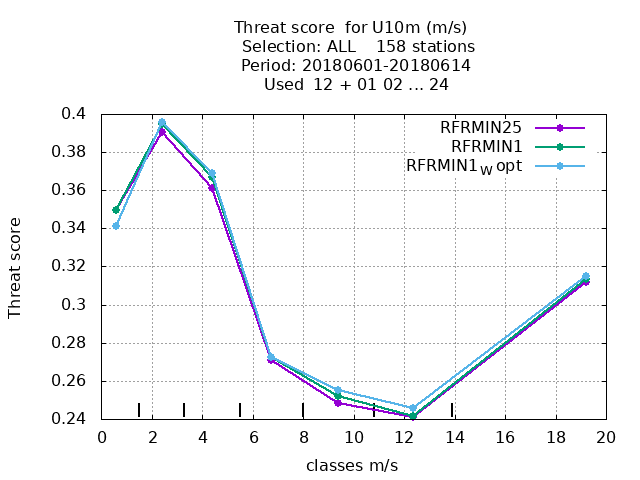 Threat score  for U10m (m/s)
Selection: ALL    158 stations
Period: 20180601-20180614
Used  12 + 01 02 ... 24
RFRMIN25
RFRMIN1
RFRMIN1W opt
Threat score
0.4
0.38
0.36
0.34
0.32
0.3
0.28
0.26
0.24
0 2 4 6 8 10 12 14 16 18 20
classes m/s